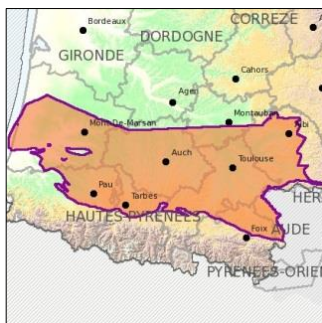 CORREZE
Bordeaux
DORDOGNE
GIRONDE
Cahors
Agen
Montauban
Mont-De-Marsan
Albi
Auch
Toulouse
HER
Pau
Tarbes
HAUTES-PYRENEES
AUDE
Foix
PYRENEES-ORIEN